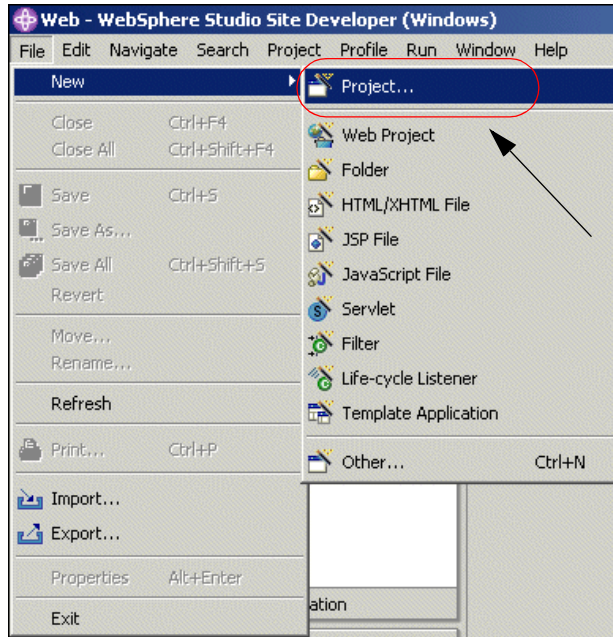 Web - WebSphere Studio Site Developer (Windows)
File Edit Navigate Search Project Profile Run Window Help
New
Close Ctrl+F4
Close All Ctrl+Shift+F4
Save Ctrl+S
Save As...
Save All Ctrl+Shift+S
Revert
Move...
Rename...
Refresh
Print... Ctrl+P
Import...
Export...
Properties Alt+Enter
Exit
Project...
Web Project
Folder
HTML/XHTML File
JSP File
JavaScript File
Servlet
Filter
Life-cycle Listener
Template Application
Other... Ctrl+N
ation